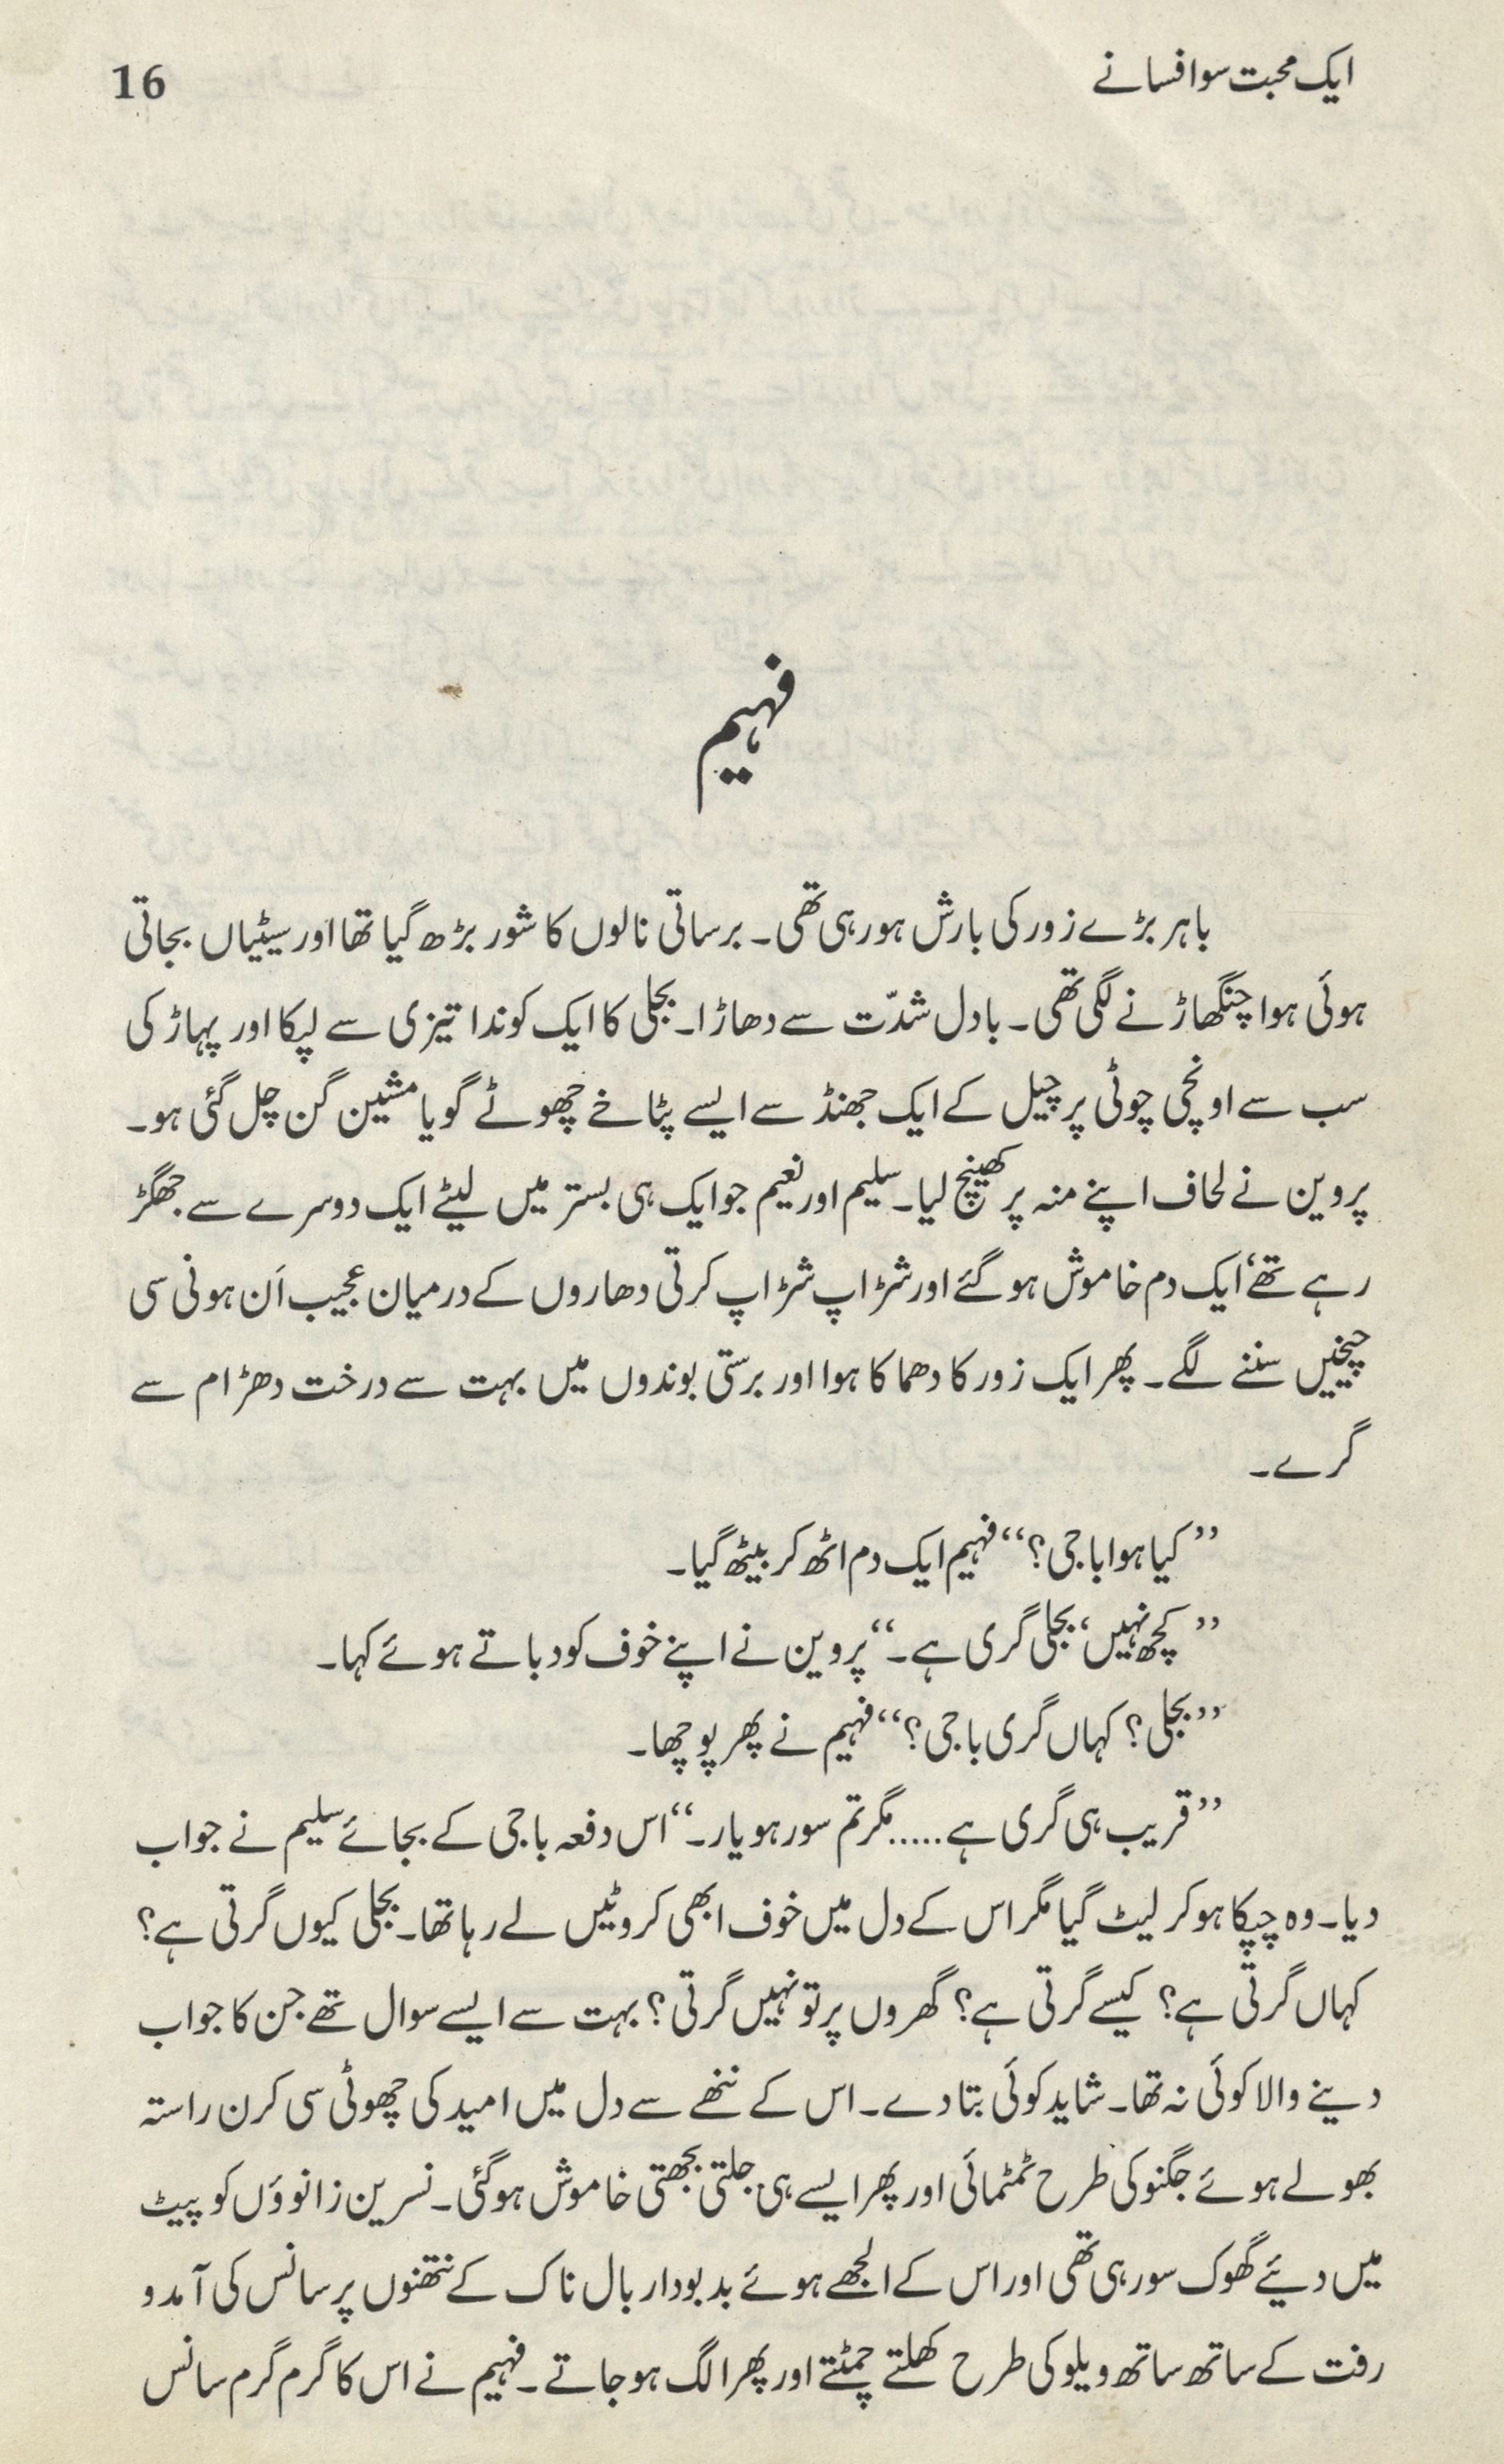 ایک محبت سو افسانے
16
فہیم
باہر بڑے زور کی بارش ہو رہی تھی۔ برساتی نالوں کا شور بڑھ گیا تھا اور سیٹیاں بجاتی
ہوئی ہوا چنگھاڑنے لگی تھی۔ بادل شدّت سے دھاڑا۔ بجلی کا ایک کوندا تیزی سے لپکا اور پہاڑ کی
سب سے اونچی چوٹی پر چیل کے ایک جھنڈ سے ایسے پٹاخے چھوٹے گویا مشین گن چل گئی ہو۔
پروین نے لحاف اپنے منہ پر کھینچ لیا۔ سلیم اور نعیم جو ایک ہی بستر میں لیٹے ایک دوسرے سے جھگڑ
رہے تھے‘ ایک دم خاموش ہو گئے اور شڑاپ شڑاپ کرتی دھاروں کے درمیان عجیب اَن ہونی سی
چیخیں سننے لگے۔ پھر ایک زور کا دھماکا ہوا اور برستی بوندوں میں بہت سے درخت دھڑام سے
گرے۔
’’کیا ہوا باجی؟‘‘ فہیم ایک دم اٹھ کر بیٹھ گیا۔
’’کچھ نہیں‘ بجلی گری ہے۔‘‘ پروین نے اپنے خوف کو دباتے ہوئے کہا۔
’’بجلی؟ کہاں گری باجی؟‘‘ فہیم نے پھر پوچھا۔
’’قریب ہی گری ہے.....مگر تم سو رہو یار۔‘‘ اس دفعہ باجی کے بجائے سلیم نے جواب
دیا۔ وہ چپکا ہو کر لیٹ گیا مگر اس کے دل میں خوف ابھی کروٹیں لے رہا تھا۔ بجلی کیوں گرتی ہے؟
کہاں گرتی ہے؟ کیسے گرتی ہے؟ گھروں پر تو نہیں گرتی؟ بہت سے ایسے سوال تھے جن کا جواب
دینے والا کوئی نہ تھا۔ شاید کوئی بتا دے۔ اس کے ننھے سے دل میں امید کی چھوٹی سی کرن راستہ
بھولے ہوئے جگنو کی طرح ٹمٹمائی اور پھر ایسے ہی جلتی بجھتی خاموش ہو گئی۔ نسرین زانوؤں کو پیٹ
میں دیئے گھوک سو رہی تھی اور اس کے الجھے ہوئے بدبودار بال ناک کے نتھنوں پر سانس کی آمد و
رفت کے ساتھ ساتھ ویلو کی طرح کھلتے چمٹتے اور پھر الگ ہو جاتے۔ فہیم نے اس کا گرم گرم سانس